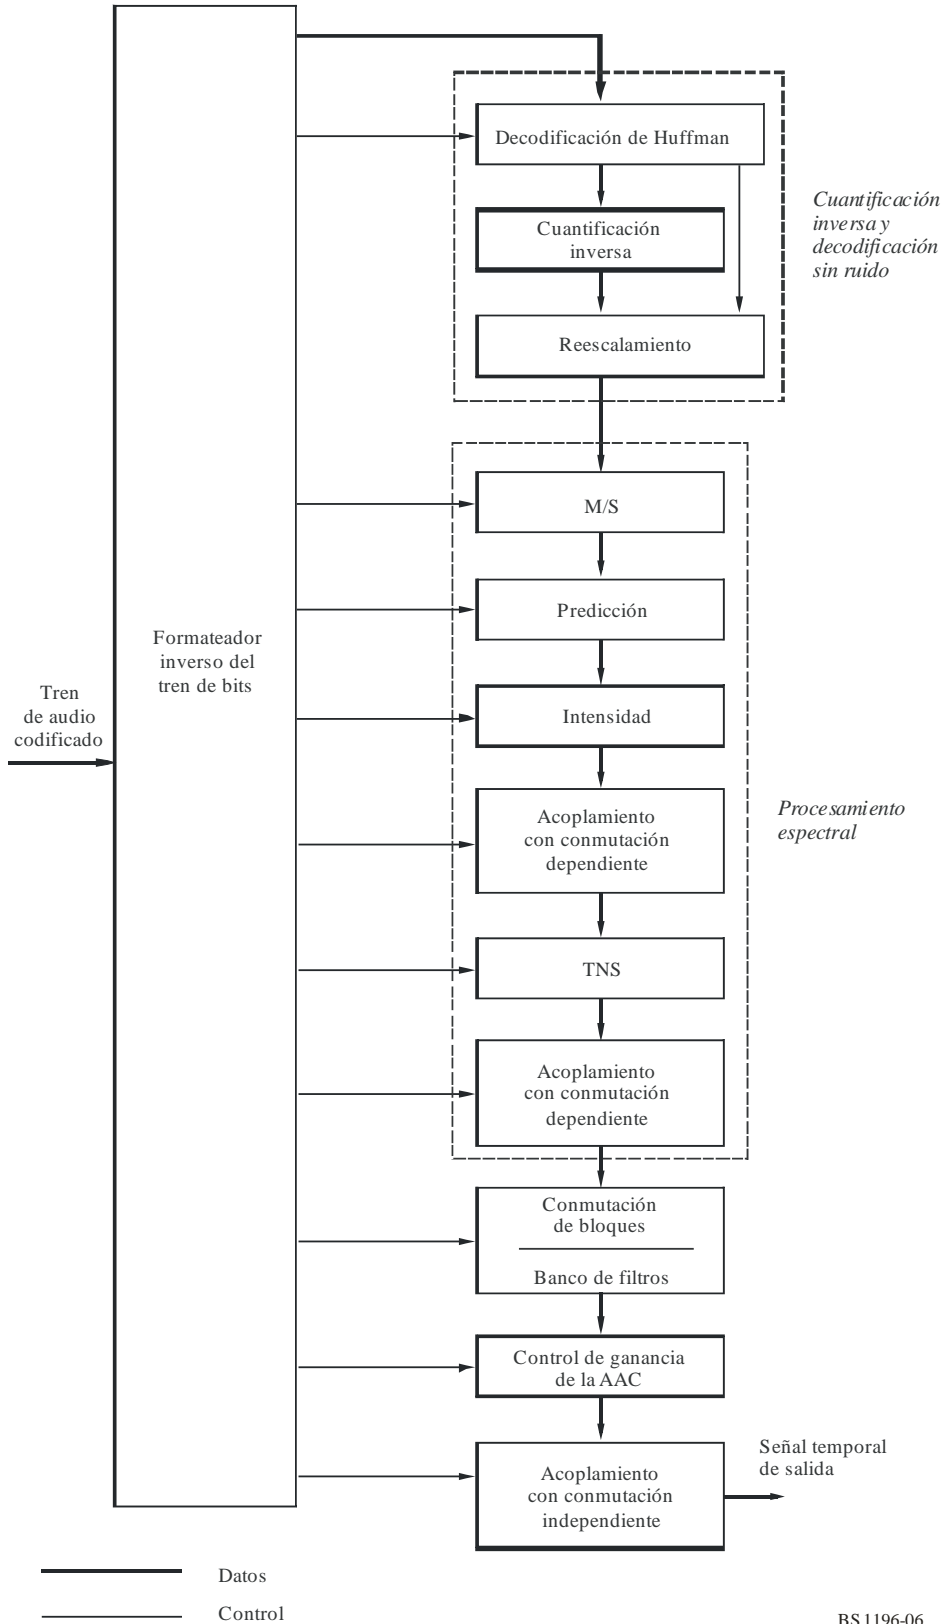 Decodificación de Huffman
Cuantificación
inversa
Reescalamiento
Cuantificación
inversa y
decodificación
sin ruido
M/S
Predicción
Intensidad
Acoplamiento
con conmutación
dependiente
TNS
Acoplamiento
con conmutación
dependiente
Procesamiento
espectral
Formateador
inverso del
tren de bits
Tren
de audio
codificado
Conmutación
de bloques
Banco de filtros
Control de ganancia
de la AAC
Acoplamiento
con conmutación
independiente
Señal temporal
de salida
Datos
Control
BS1196-06